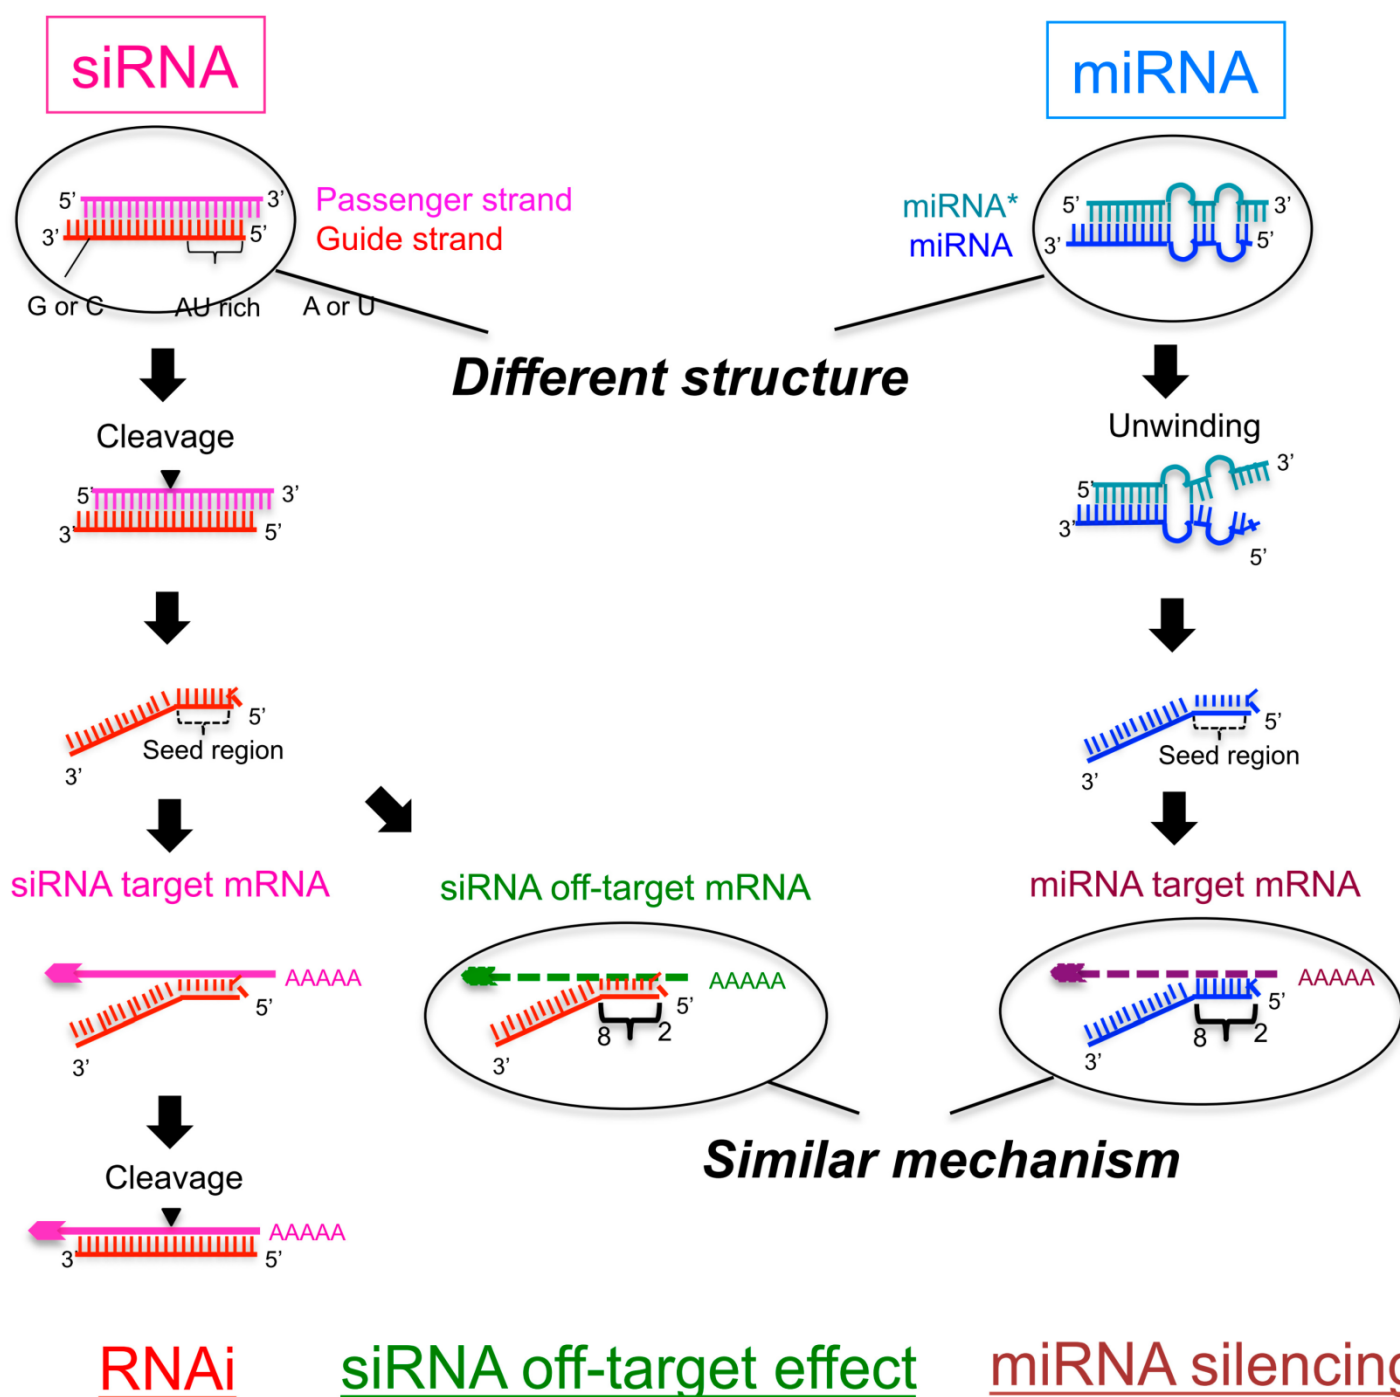 siRNA
miRNA
5’
3’
Passenger strand
3’
5’
Guide strand
G or C
AU rich
A or U
miRNA*
5’
3’
miRNA
3’
5’
Different structure
Cleavage
5’
3’
3’
5’
Unwinding
5’
3’
3’
5’
5’
Seed region
3’
5’
Seed region
3’
siRNA target mRNA
siRNA off-target mRNA
miRNA target mRNA
AAAAA
5’
3’
AAAAA
5’
8
2
3’
AAAAA
5’
8
2
3’
Similar mechanism
Cleavage
AAAAA
3
5’
RNAi
siRNA off-target effect
miRNA silencing